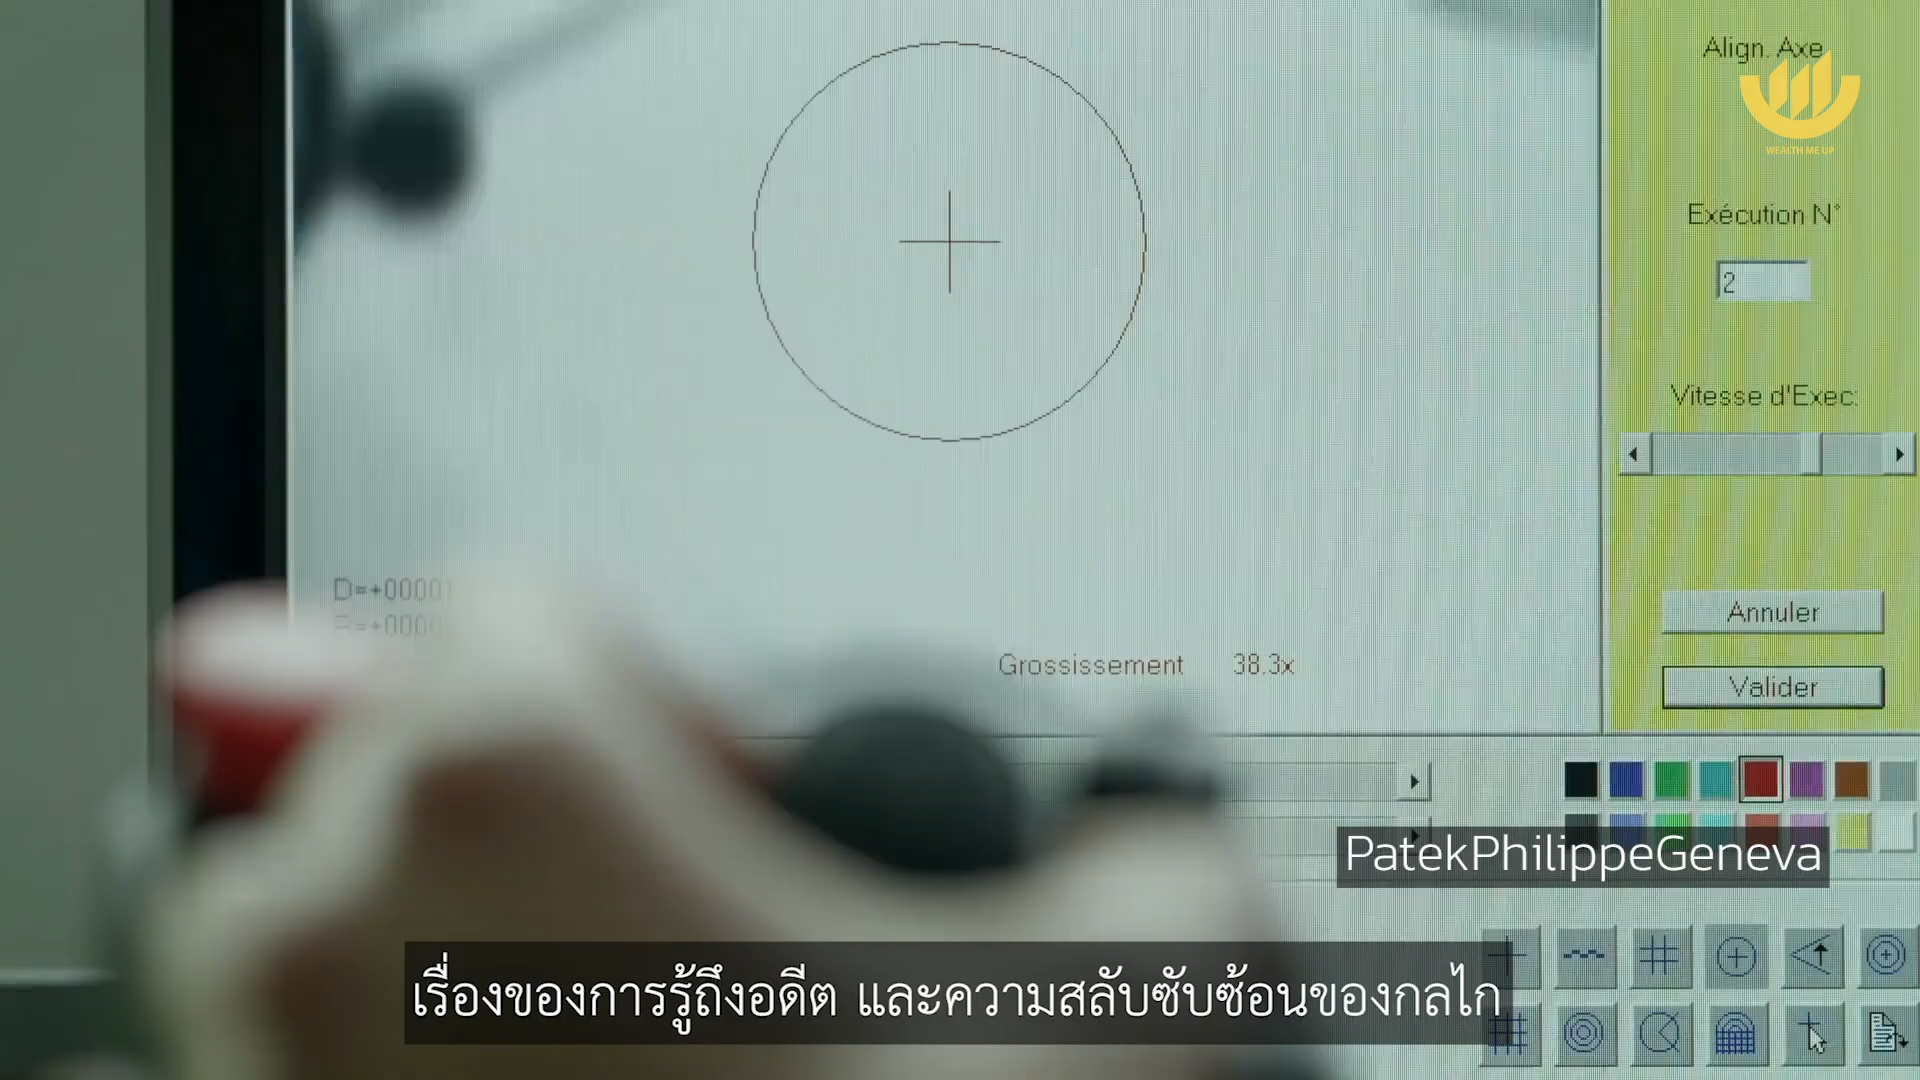 Align. Axe
WEALTH ME UP
Exécution N°
2
Vitesse d'Exec:
D=+0000
R=+0000
Annuler
Grossissement 38.3x
Valider
PatekPhilippeGeneva
เรื่องของการรู้ถึงอดีต และความสลับซับซ้อนของกลไก